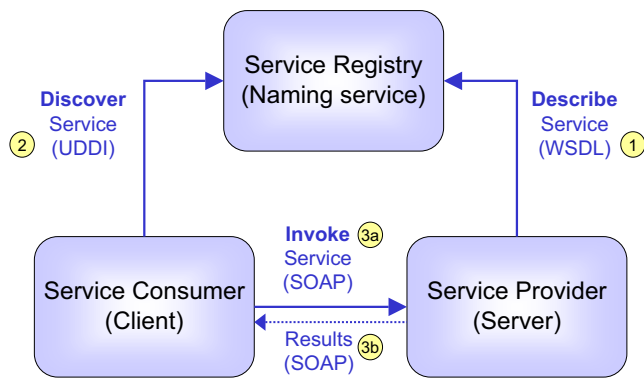 Service Registry
(Naming service)
Discover
Service
(UDDI)
2
Describe
Service
(WSDL)
1
Invoke 3a
Service
(SOAP)
Service Consumer
(Client)
Service Provider
(Server)
Results
(SOAP)
3b